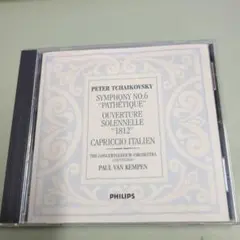 PETER TCHAIKOVSKY
SYMPHONY NO.6
"PATHÉTIQUE"
OUVERTURE
SOLENNELLE
"1812"
CAPRICCIO ITALIEN
THE CONCERTGEBOUW ORCHESTRA
PAUL VAN KEMPEN
PHILIPS